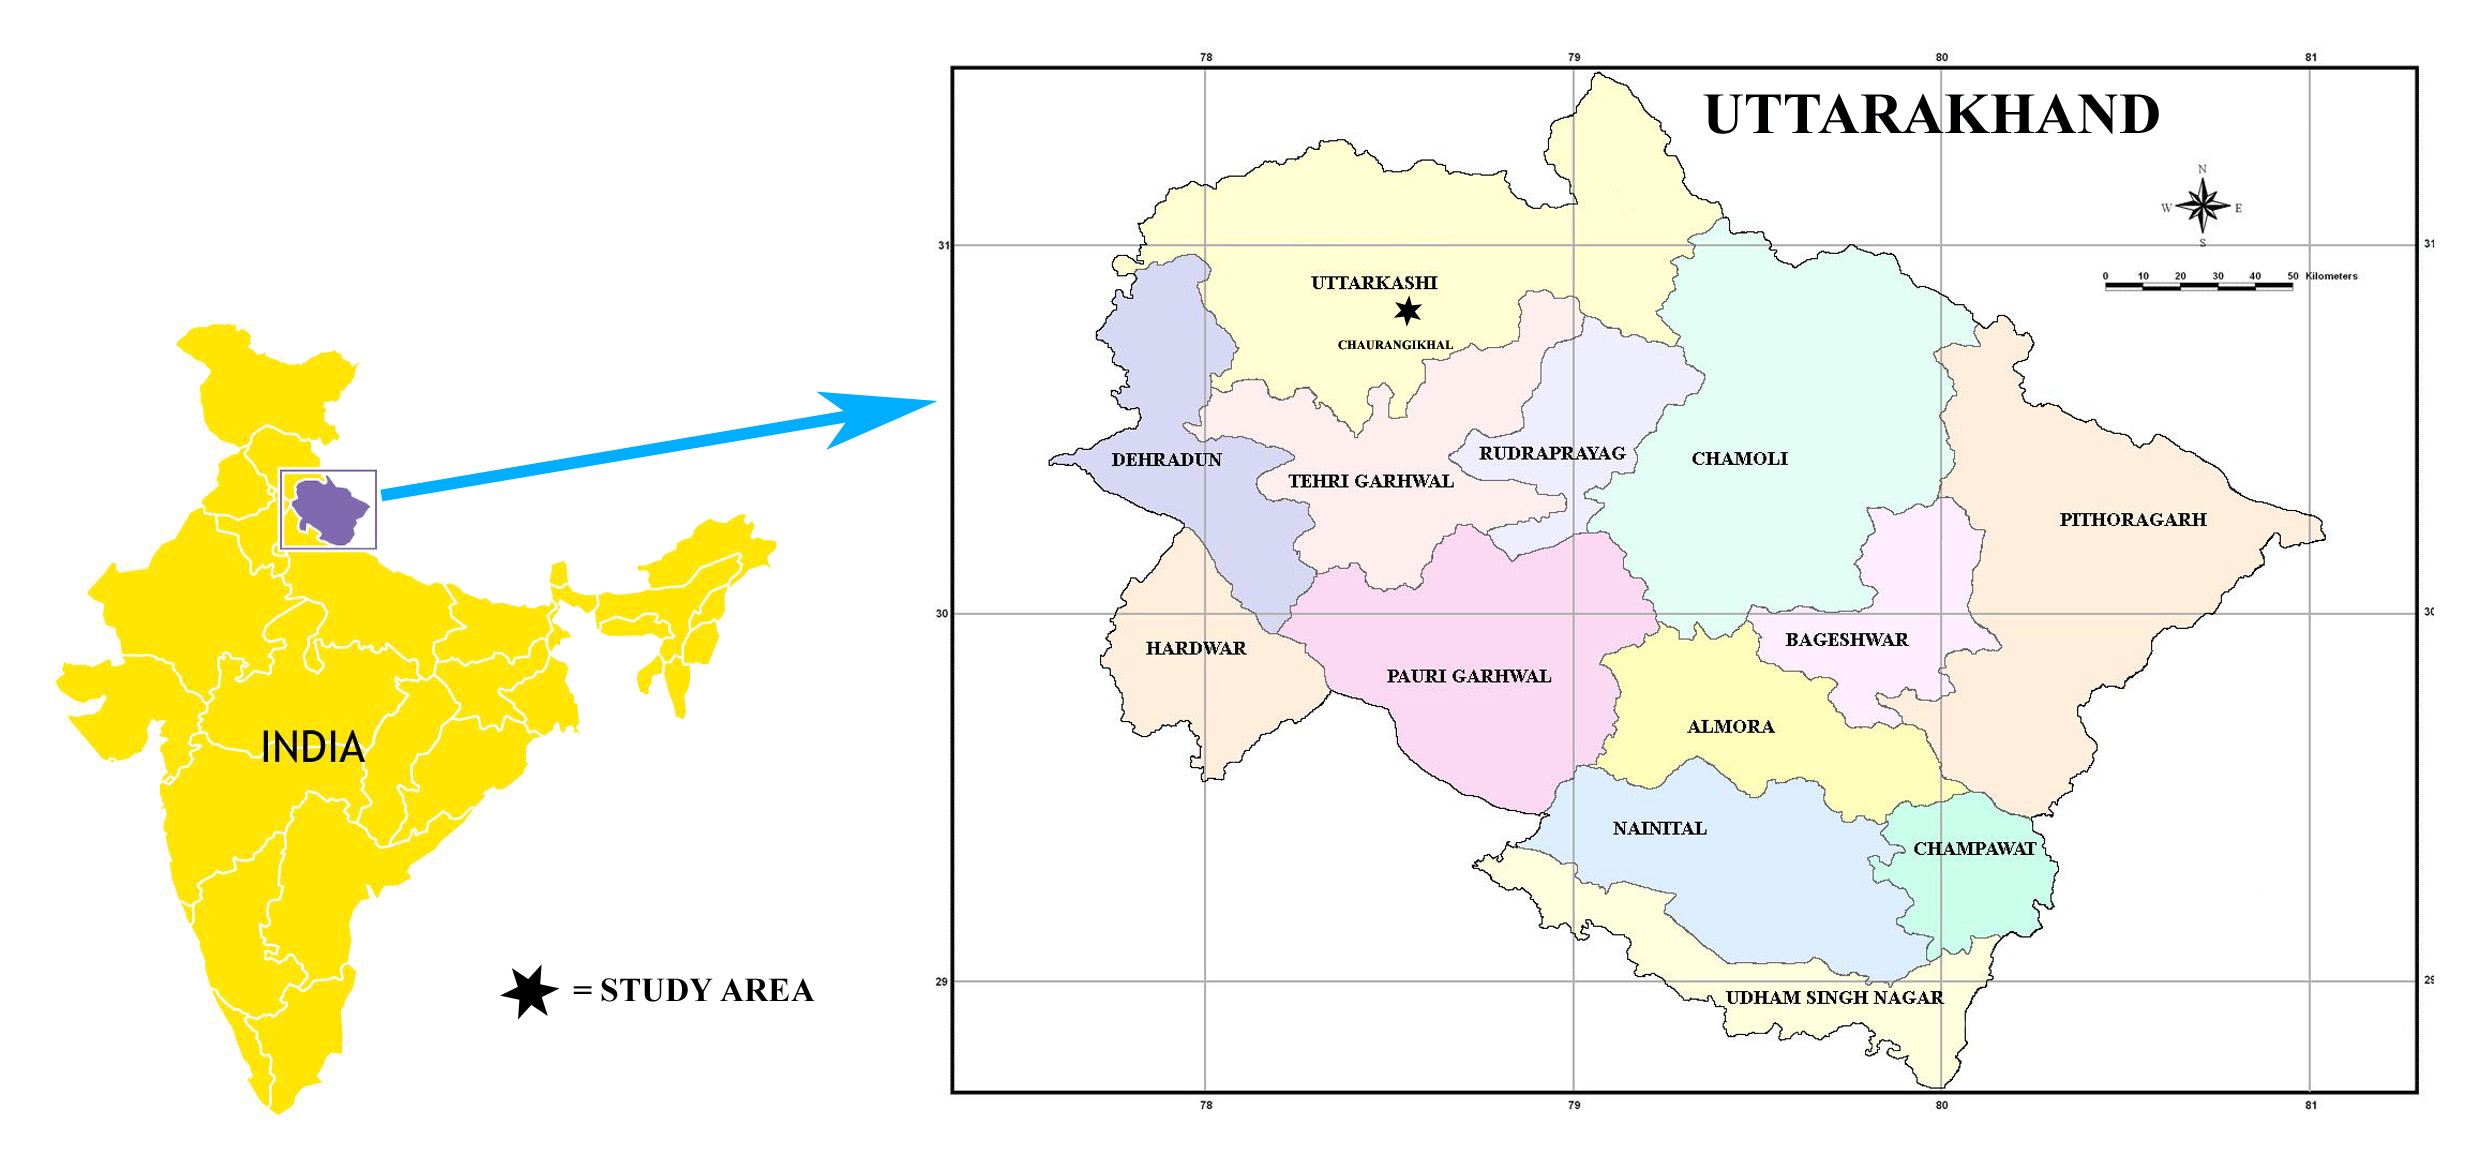 78 79 80 81
UTTARAKHAND
N
W E
S
31 31
0 10 20 30 40 50 Kilometers
UTTARKASHI
CHAURANGIKHAL
DEHRADUN
TEHRI GARHWAL
RUDRAPRAYAG
CHAMOLI
PITHORAGARH
30
HARDWAR
PAURI GARHWAL
BAGESHWAR
ALMORA
NAINITAL
CHAMPAWAT
29
UDHAM SINGH NAGAR
78 79 80 81
INDIA
= STUDY AREA